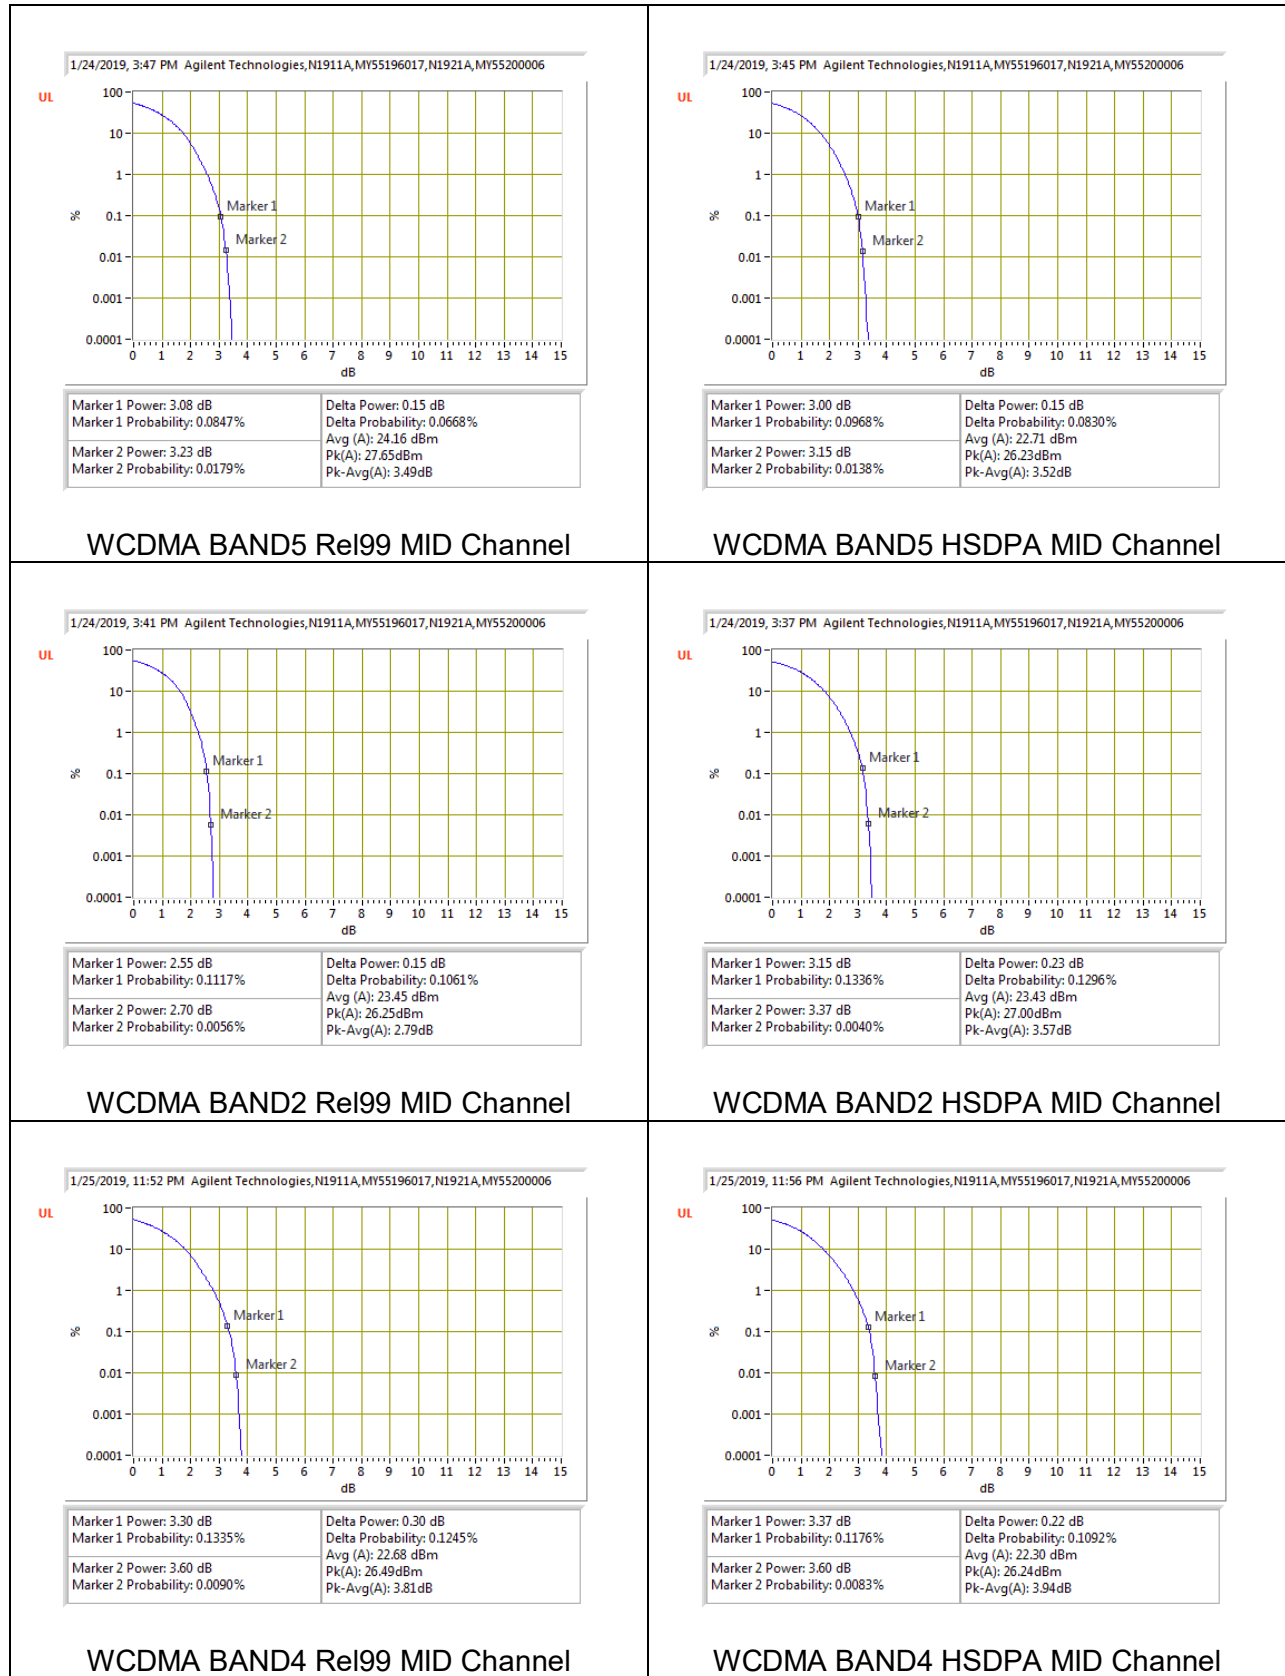 1/24/2019, 3:47 PM Agilent Technologies,N1911A,MY55196017,N1921A,MY55200006
UL
100
10
1
0.1
0.01
0.001
0.0001
%
Marker 1
Marker 2
0 1 2 3 4 5 6 7 8 9 10 11 12 13 14 15
dB
Marker 1 Power: 3.08 dB
Marker 1 Probability: 0.0847%
Marker 2 Power: 3.23 dB
Marker 2 Probability: 0.0179%
Delta Power: 0.15 dB
Delta Probability: 0.0668%
Avg (A): 24.16 dBm
Pk(A): 27.65dBm
Pk-Avg(A): 3.49dB
WCDMA BAND5 Rel99 MID Channel
1/24/2019, 3:45 PM Agilent Technologies,N1911A,MY55196017,N1921A,MY55200006
UL
100
10
1
0.1
0.01
0.001
0.0001
%
Marker 1
Marker 2
0 1 2 3 4 5 6 7 8 9 10 11 12 13 14 15
dB
Marker 1 Power: 3.00 dB
Marker 1 Probability: 0.0968%
Marker 2 Power: 3.15 dB
Marker 2 Probability: 0.0138%
Delta Power: 0.15 dB
Delta Probability: 0.0830%
Avg (A): 22.71 dBm
Pk(A): 26.23dBm
Pk-Avg(A): 3.52dB
WCDMA BAND5 HSDPA MID Channel
1/24/2019, 3:41 PM Agilent Technologies,N1911A,MY55196017,N1921A,MY55200006
UL
100
10
1
0.1
0.01
0.001
0.0001
%
Marker 1
Marker 2
0 1 2 3 4 5 6 7 8 9 10 11 12 13 14 15
dB
Marker 1 Power: 2.55 dB
Marker 1 Probability: 0.1117%
Marker 2 Power: 2.70 dB
Marker 2 Probability: 0.0056%
Delta Power: 0.15 dB
Delta Probability: 0.1061%
Avg (A): 23.45 dBm
Pk(A): 26.25dBm
Pk-Avg(A): 2.79dB
WCDMA BAND2 Rel99 MID Channel
1/24/2019, 3:37 PM Agilent Technologies,N1911A,MY55196017,N1921A,MY55200006
UL
100
10
1
0.1
0.01
0.001
0.0001
%
Marker 1
Marker 2
0 1 2 3 4 5 6 7 8 9 10 11 12 13 14 15
dB
Marker 1 Power: 3.15 dB
Marker 1 Probability: 0.1336%
Marker 2 Power: 3.37 dB
Marker 2 Probability: 0.0040%
Delta Power: 0.23 dB
Delta Probability: 0.1296%
Avg (A): 23.43 dBm
Pk(A): 27.00dBm
Pk-Avg(A): 3.57dB
WCDMA BAND2 HSDPA MID Channel
1/25/2019, 11:52 PM Agilent Technologies,N1911A,MY55196017,N1921A,MY55200006
UL
100
10
1
0.1
0.01
0.001
0.0001
%
Marker 1
Marker 2
0 1 2 3 4 5 6 7 8 9 10 11 12 13 14 15
dB
Marker 1 Power: 3.30 dB
Marker 1 Probability: 0.1335%
Marker 2 Power: 3.60 dB
Marker 2 Probability: 0.0090%
Delta Power: 0.30 dB
Delta Probability: 0.1245%
Avg (A): 22.68 dBm
Pk(A): 26.49dBm
Pk-Avg(A): 3.81dB
WCDMA BAND4 Rel99 MID Channel
1/25/2019, 11:56 PM Agilent Technologies,N1911A,MY55196017,N1921A,MY55200006
UL
100
10
1
0.1
0.01
0.001
0.0001
%
Marker 1
Marker 2
0 1 2 3 4 5 6 7 8 9 10 11 12 13 14 15
dB
Marker 1 Power: 3.37 dB
Marker 1 Probability: 0.1176%
Marker 2 Power: 3.60 dB
Marker 2 Probability: 0.0083%
Delta Power: 0.22 dB
Delta Probability: 0.1092%
Avg (A): 22.30 dBm
Pk(A): 26.24dBm
Pk-Avg(A): 3.94dB
WCDMA BAND4 HSDPA MID Channel